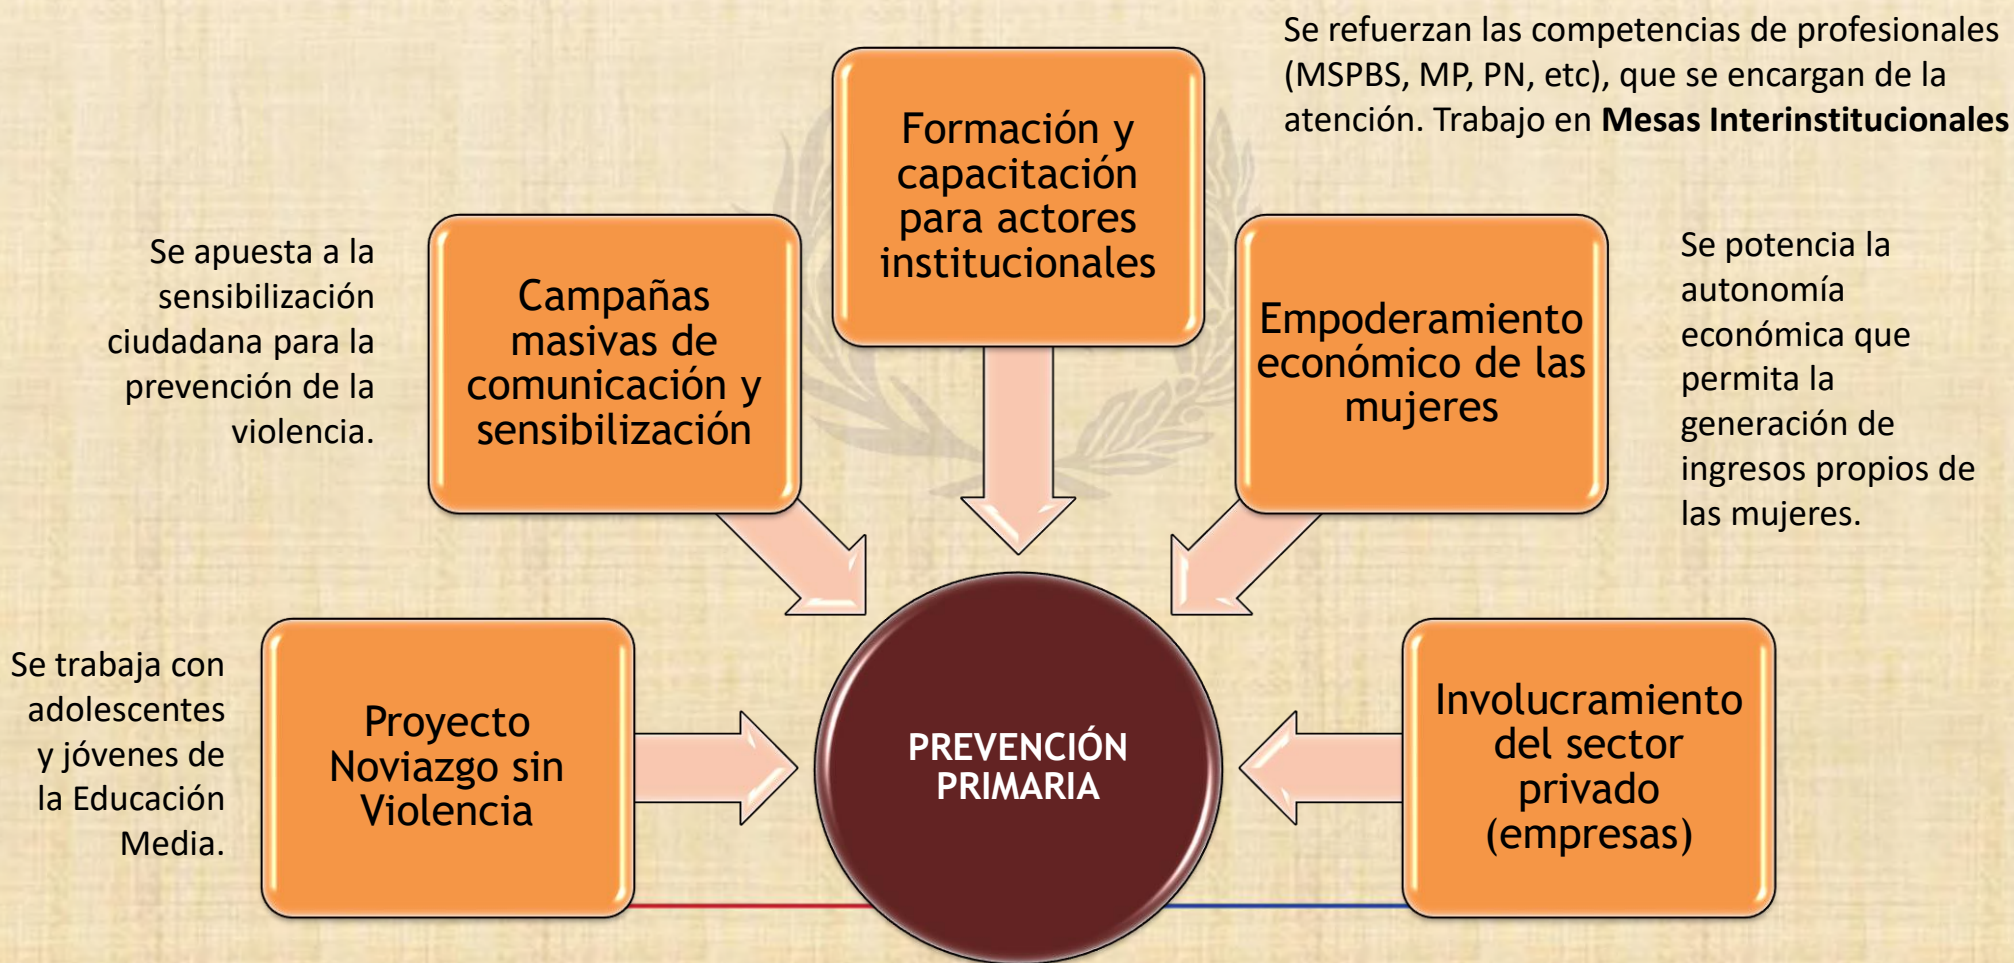 Se refuerzan las competencias de profesionales
(MSPBS, MP, PN, etc), que se encargan de la
atención. Trabajo en Mesas Interinstitucionales
Formación y
capacitación
para actores
institucionales
Se apuesta a la
sensibilización
ciudadana para la
prevención de la
violencia.
Campañas
masivas de
comunicación y
sensibilización
Empoderamiento
económico de las
mujeres
Se potencia la
autonomía
económica que
permita la
generación de
ingresos propios de
las mujeres.
Se trabaja con
adolescentes
y jóvenes de
la Educación
Media.
Proyecto
Noviazgo sin
Violencia
PREVENCIÓN
PRIMARIA
Involucramiento
del sector
privado
(empresas)